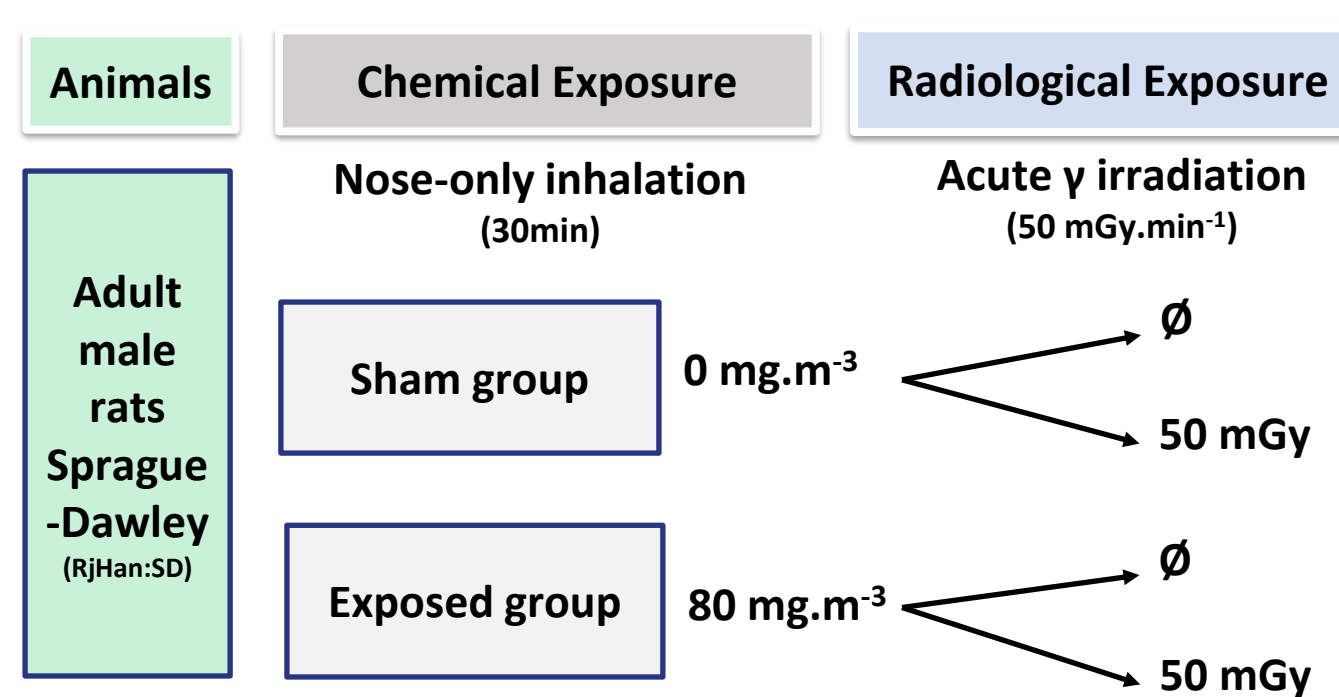 Animals
Chemical Exposure
Radiological Exposure
Nose-only inhalation
(30min)
Acute γ irradiation
(50 mGy.min⁻¹)
Adult
male
rats
Sprague
-Dawley
(RjHan:SD)
Sham group
0 mg.m⁻³
Ø
50 mGy
Exposed group
80 mg.m⁻³
Ø
50 mGy